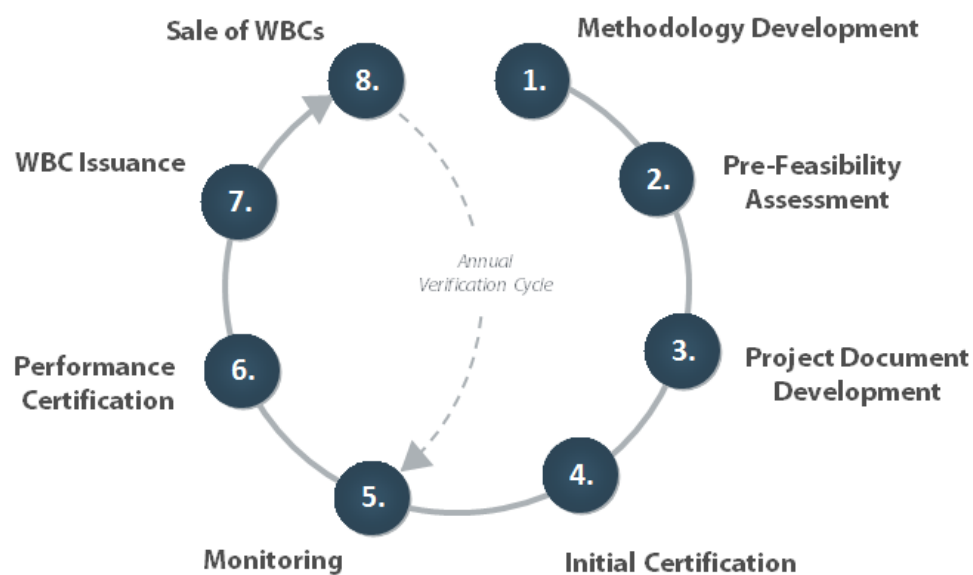 Methodology Development
1.
Pre-Feasibility
Assessment
2.
Project Document
Development
3.
Initial Certification
4.
Monitoring
5.
Performance
Certification
6.
WBC Issuance
7.
Sale of WBCs
8.
Annual
Verification Cycle